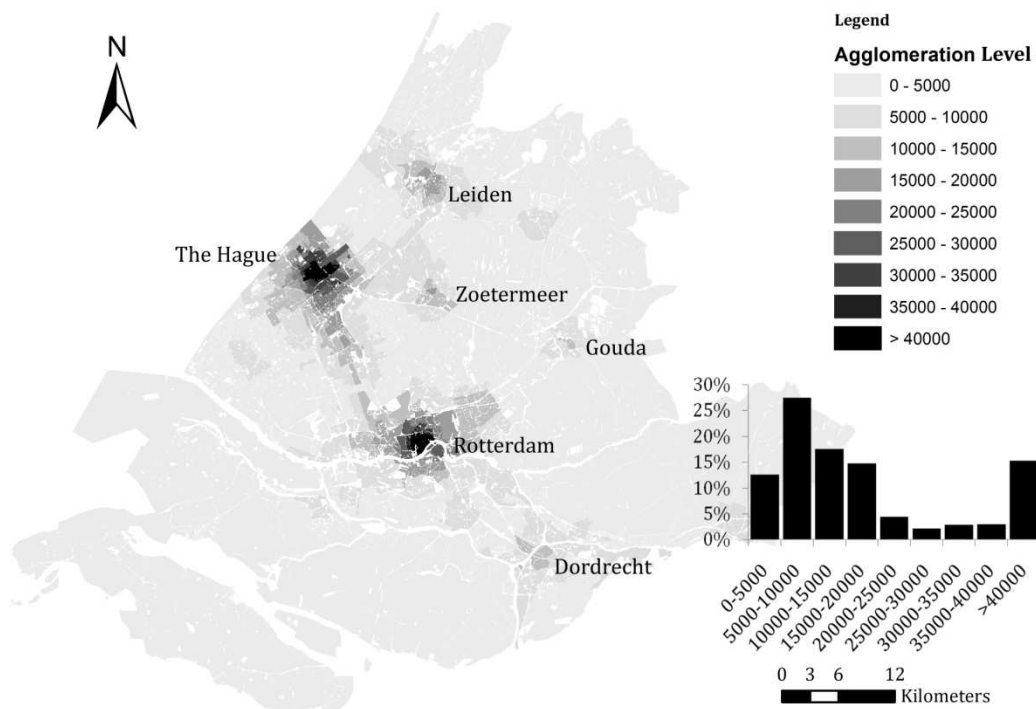 Legend
Agglomeration Level
0 - 5000
5000 - 10000
10000 - 15000
15000 - 20000
20000 - 25000
25000 - 30000
30000 - 35000
35000 - 40000
> 40000
N
Leiden
The Hague
Zoetermeer
Gouda
Rotterdam
Dordrecht
30%
25%
20%
15%
10%
5%
0%
0-5000
5000-10000
10000-15000
15000-20000
20000-25000
25000-30000
30000-35000
35000-40000
>40000
0 3 6 12
Kilometers